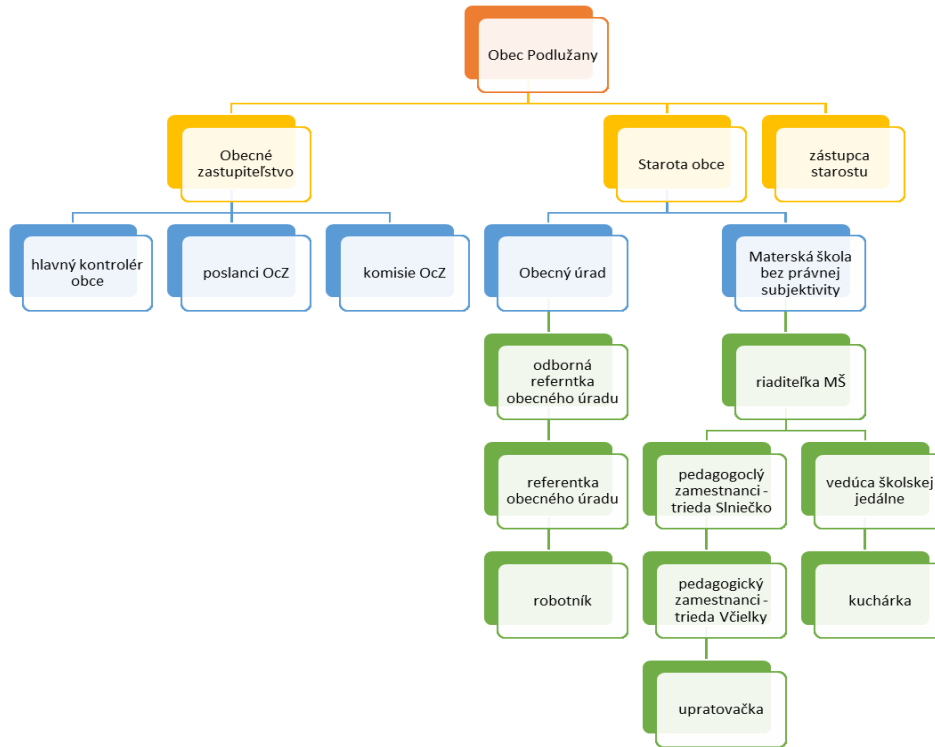 Obec Podlužany
Obecné
zastupiteľstvo
Starota obce
zástupca
starostu
hlavný kontrolér
obce
poslanci OcZ
komisie OcZ
Obecný úrad
Materská škola
bez právnej
subjektivity
odborná
referntka
obecného úradu
riaditeľka MŠ
referentka
obecného úradu
pedagogoclý
zamestnanci -
trieda Slniečko
vedúca školskej
jedálne
robotník
pedagogický
zamestnanci -
trieda Včielky
kuchárka
upratovačka